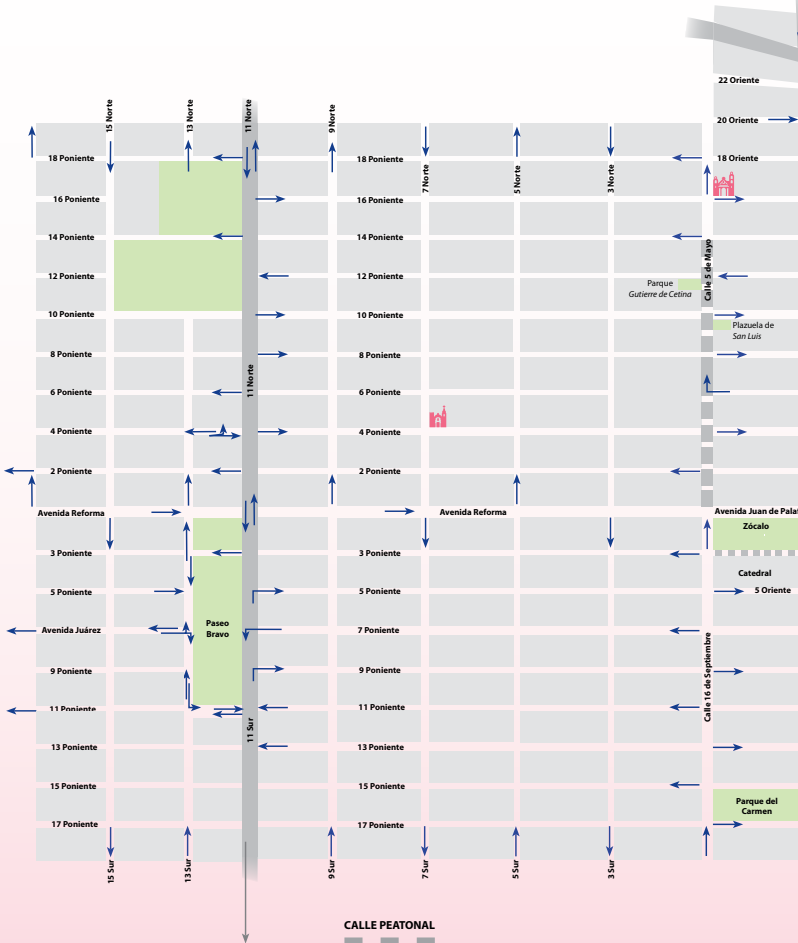 22 Oriente
20 Oriente
15 Norte
13 Norte
11 Norte
9 Norte
18 Poniente
18 Poniente
18 Oriente
7 Norte
5 Norte
3 Norte
16 Poniente
16 Poniente
14 Poniente
14 Poniente
Calle 5 de Mayo
12 Poniente
12 Poniente
Parque
Gutierre de Cetina
10 Poniente
10 Poniente
Plazuela de
San Luis
8 Poniente
8 Poniente
11 Norte
6 Poniente
6 Poniente
4 Poniente
4 Poniente
2 Poniente
2 Poniente
Avenida Reforma
Avenida Reforma
Avenida Juan de Palaf
Zócalo
3 Poniente
3 Poniente
Catedral
5 Poniente
5 Poniente
5 Oriente
Paseo
Bravo
Avenida Juárez
7 Poniente
9 Poniente
9 Poniente
Calle 16 de Septiembre
11 Poniente
11 Poniente
11 Sur
13 Poniente
13 Poniente
15 Poniente
15 Poniente
Parque del
Carmen
17 Poniente
17 Poniente
15 Sur
13 Sur
9 Sur
7 Sur
5 Sur
3 Sur
CALLE PEATONAL